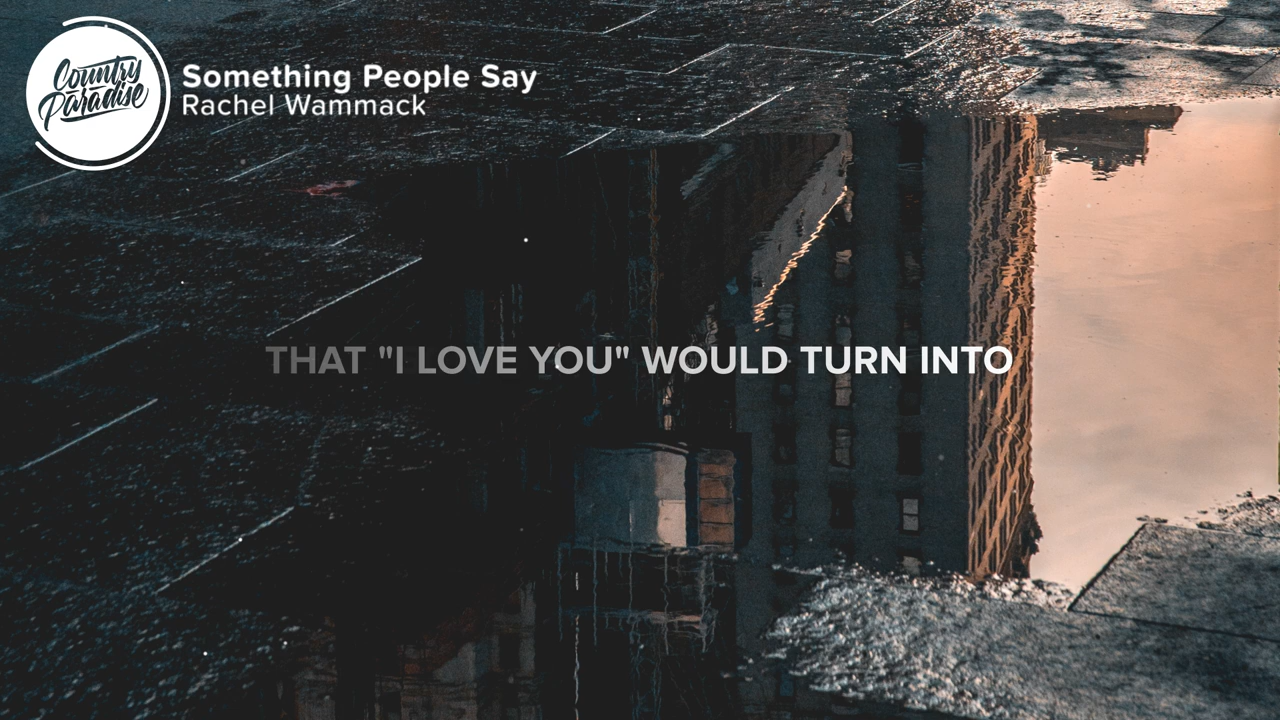 Country
Paradise
Something People Say
Rachel Wammack
THAT "I LOVE YOU" WOULD TURN INTO